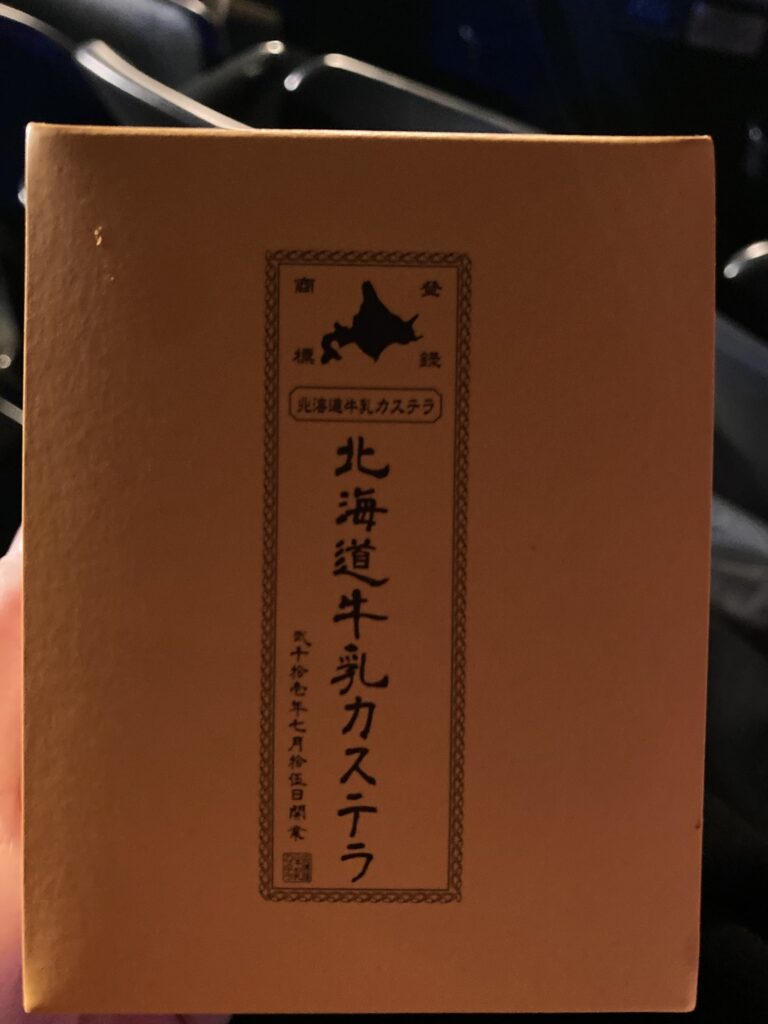 登録
商標
北海道牛乳カステラ
北海道牛乳カステラ
弐千拾壱年七月拾伍日開業